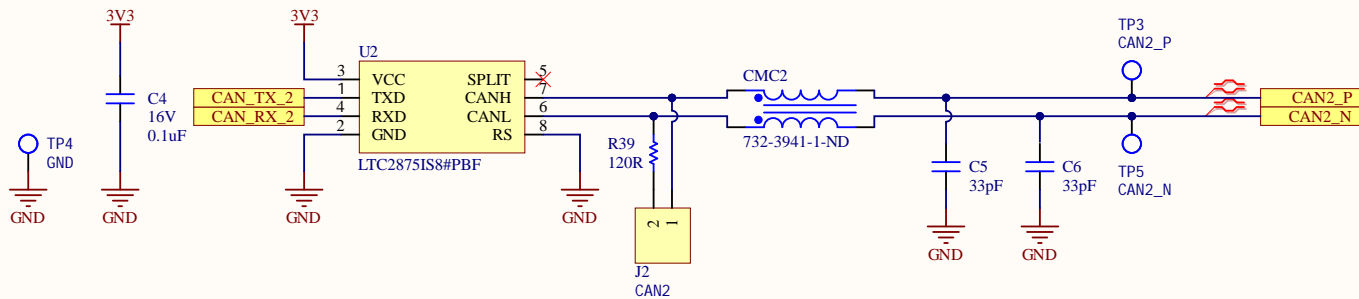 3V3
C4
16V
0.1uF
GND
TP4
GND
GND
3V3
CAN_TX_2
CAN_RX_2
GND
U2
3 VCC SPLIT 5
1 TXD CANH 7
4 RXD CANL 6
2 GND RS 8
LTC2875IS8#PBF
GND
R39
120R
2 1
J2
CAN2
CMC2
732-3941-1-ND
C5
33pF
GND
C6
33pF
GND
TP3
CAN2_P
TP5
CAN2_N
CAN2_P
CAN2_N